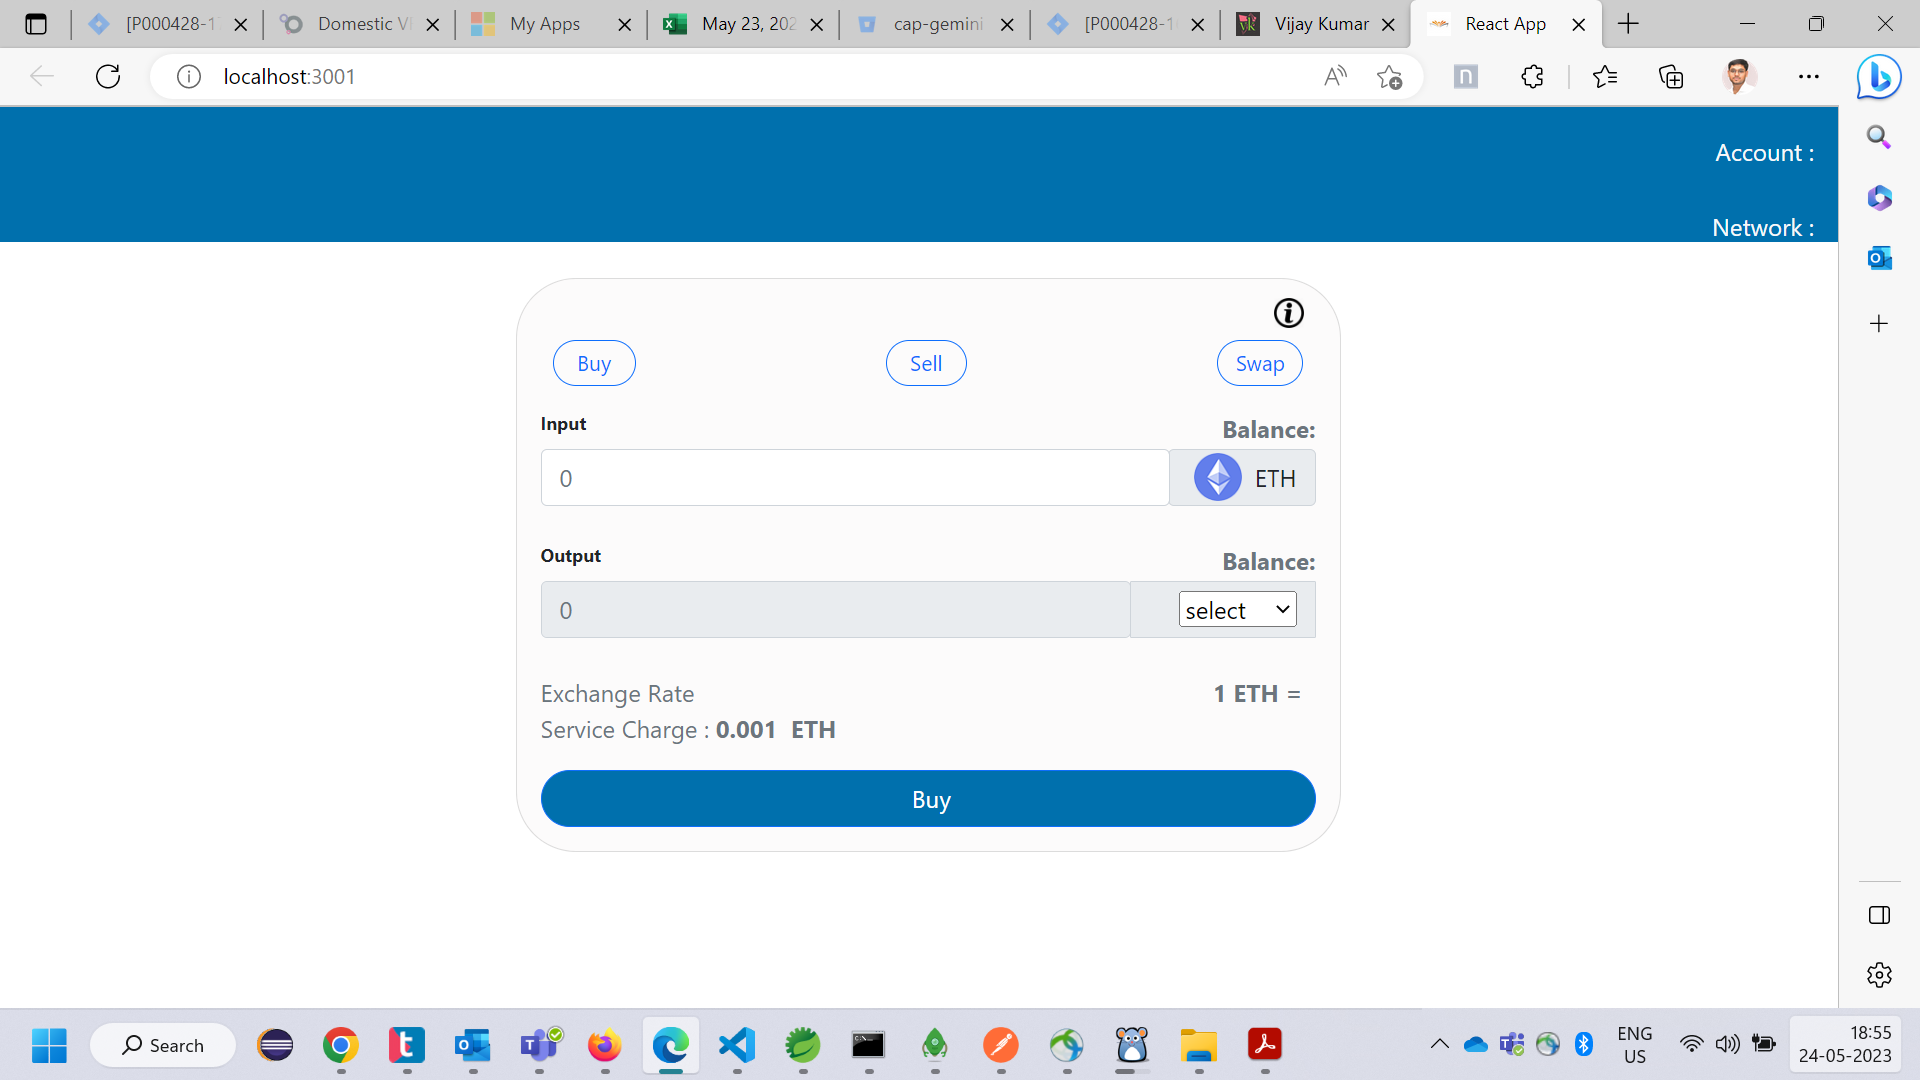 [P000428-1
Domestic V
My Apps
May 23, 202
cap-gemini
[P000428-1
Vijay Kumar
React App
localhost:3001
Account :
Network :
Buy
Sell
Swap
Input
Balance:
0
ETH
Output
Balance:
0
select
Exchange Rate
1 ETH =
Service Charge : 0.001 ETH
Buy
Search
ENG
US
18:55
24-05-2023